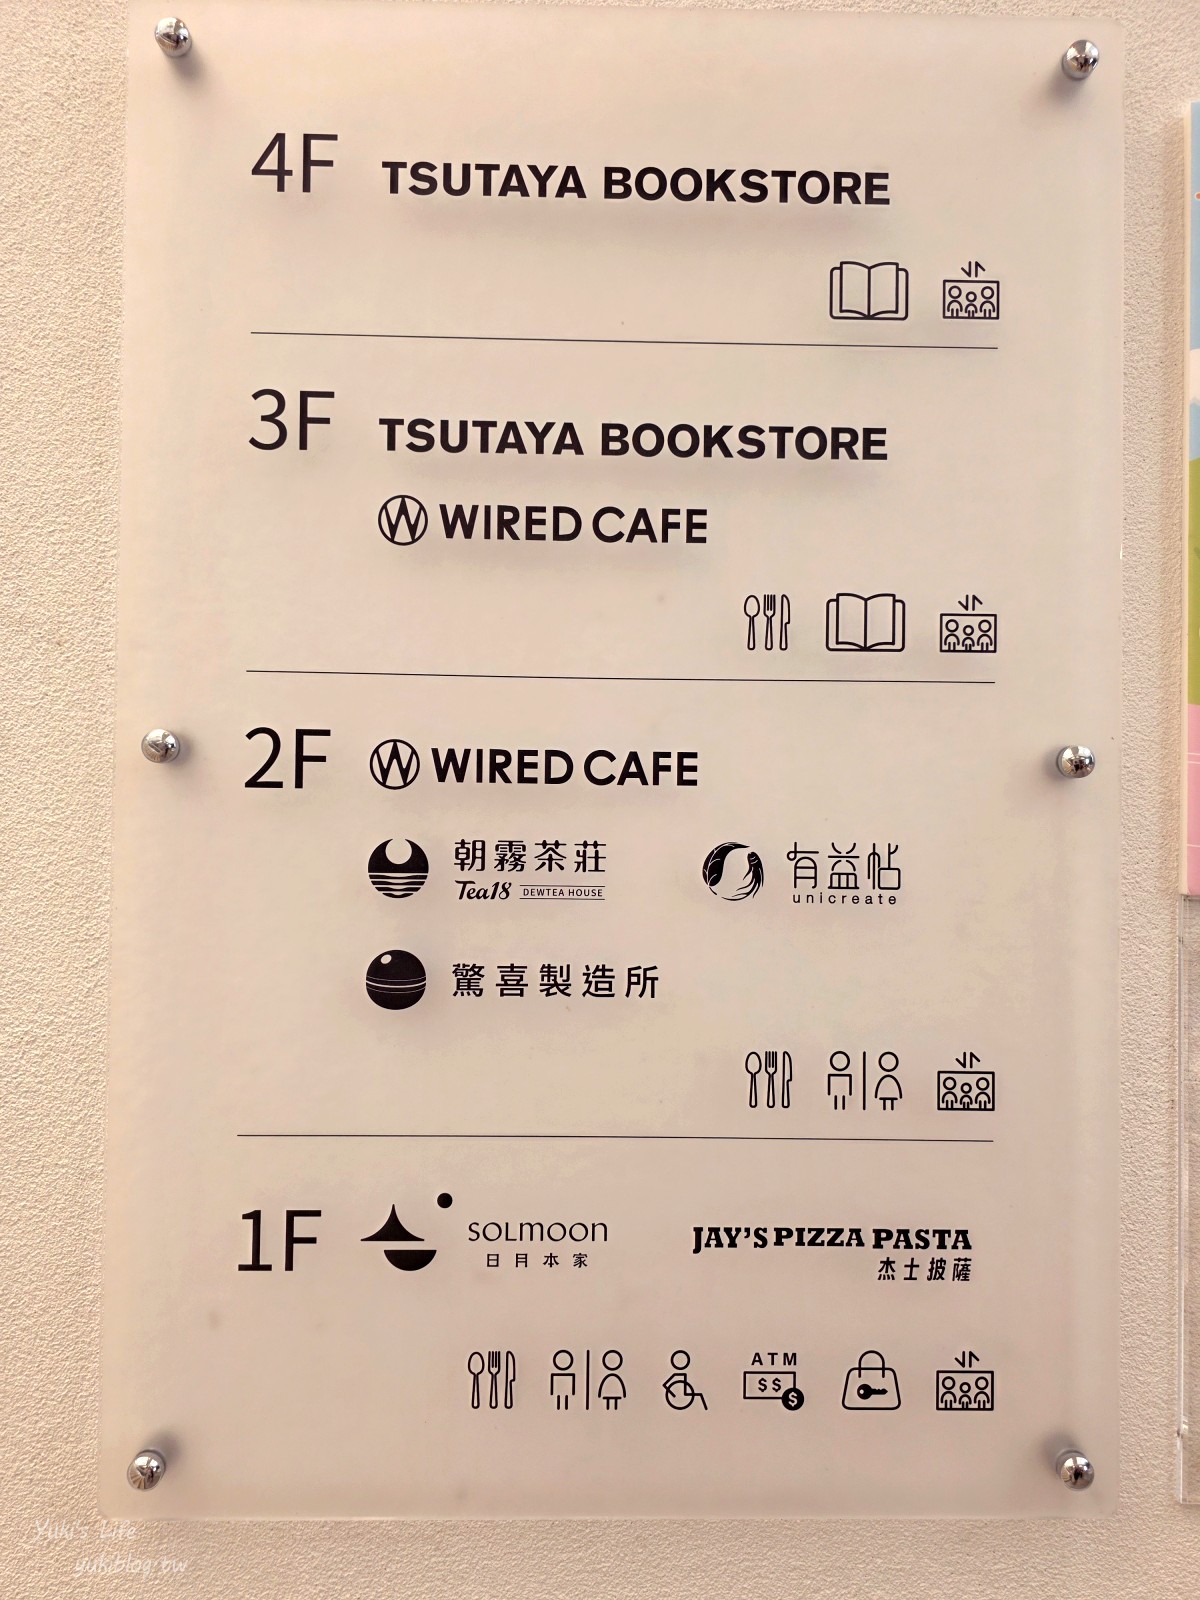 4F TSUTAYA BOOKSTORE
3F TSUTAYA BOOKSTORE
W WIRED CAFE
2F W WIRED CAFE
朝霧茶莊
Tea18 DEWTEA HOUSE
有益帖
unicreate
驚喜製造所
1F SOLMOON
日月本家
JAY'S PIZZA PASTA
杰士披薩
ATM
$$
$
Yuki's Life
yukiblog.tw